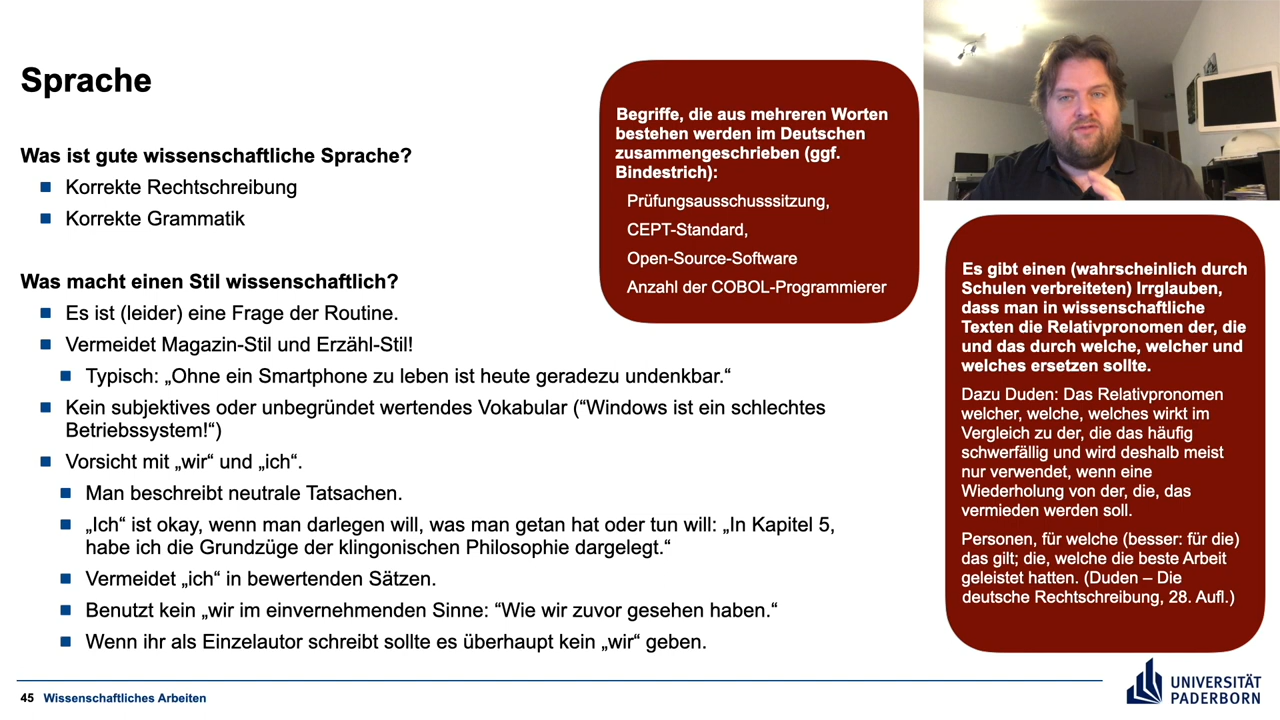 Sprache
Was ist gute wissenschaftliche Sprache?
Korrekte Rechtschreibung
Korrekte Grammatik
Was macht einen Stil wissenschaftlich?
Es ist (leider) eine Frage der Routine.
Vermeidet Magazin-Stil und Erzähl-Stil!
Typisch: „Ohne ein Smartphone zu leben ist heute geradezu undenkbar.“
Kein subjektives oder unbegründet wertendes Vokabular (“Windows ist ein schlechtes
Betriebssystem!“)
Vorsicht mit „wir“ und „ich“.
Man beschreibt neutrale Tatsachen.
„Ich“ ist okay, wenn man darlegen will, was man getan hat oder tun will: „In Kapitel 5,
habe ich die Grundzüge der klingonischen Philosophie dargelegt.“
Vermeidet „ich“ in bewertenden Sätzen.
Benutzt kein „wir im einvernehmenden Sinne: “Wie wir zuvor gesehen haben.“
Wenn ihr als Einzelautor schreibt sollte es überhaupt kein „wir“ geben.
Begriffe, die aus mehreren Worten
bestehen werden im Deutschen
zusammengeschrieben (ggf.
Bindestrich):
Prüfungsausschusssitzung,
CEPT-Standard,
Open-Source-Software
Anzahl der COBOL-Programmierer
Es gibt einen (wahrscheinlich durch
Schulen verbreiteten) Irrglauben,
dass man in wissenschaftliche
Texten die Relativpronomen der, die
und das durch welche, welcher und
welches ersetzen sollte.
Dazu Duden: Das Relativpronomen
welcher, welche, welches wirkt im
Vergleich zu der, die das häufig
schwerfällig und wird deshalb meist
nur verwendet, wenn eine
Wiederholung von der, die, das
vermieden werden soll.
Personen, für welche (besser: für die)
das gilt; die, welche die beste Arbeit
geleistet hatten. (Duden – Die
deutsche Rechtschreibung, 28. Aufl.)
45 Wissenschaftliches Arbeiten
UNIVERSITÄT
PADERBORN